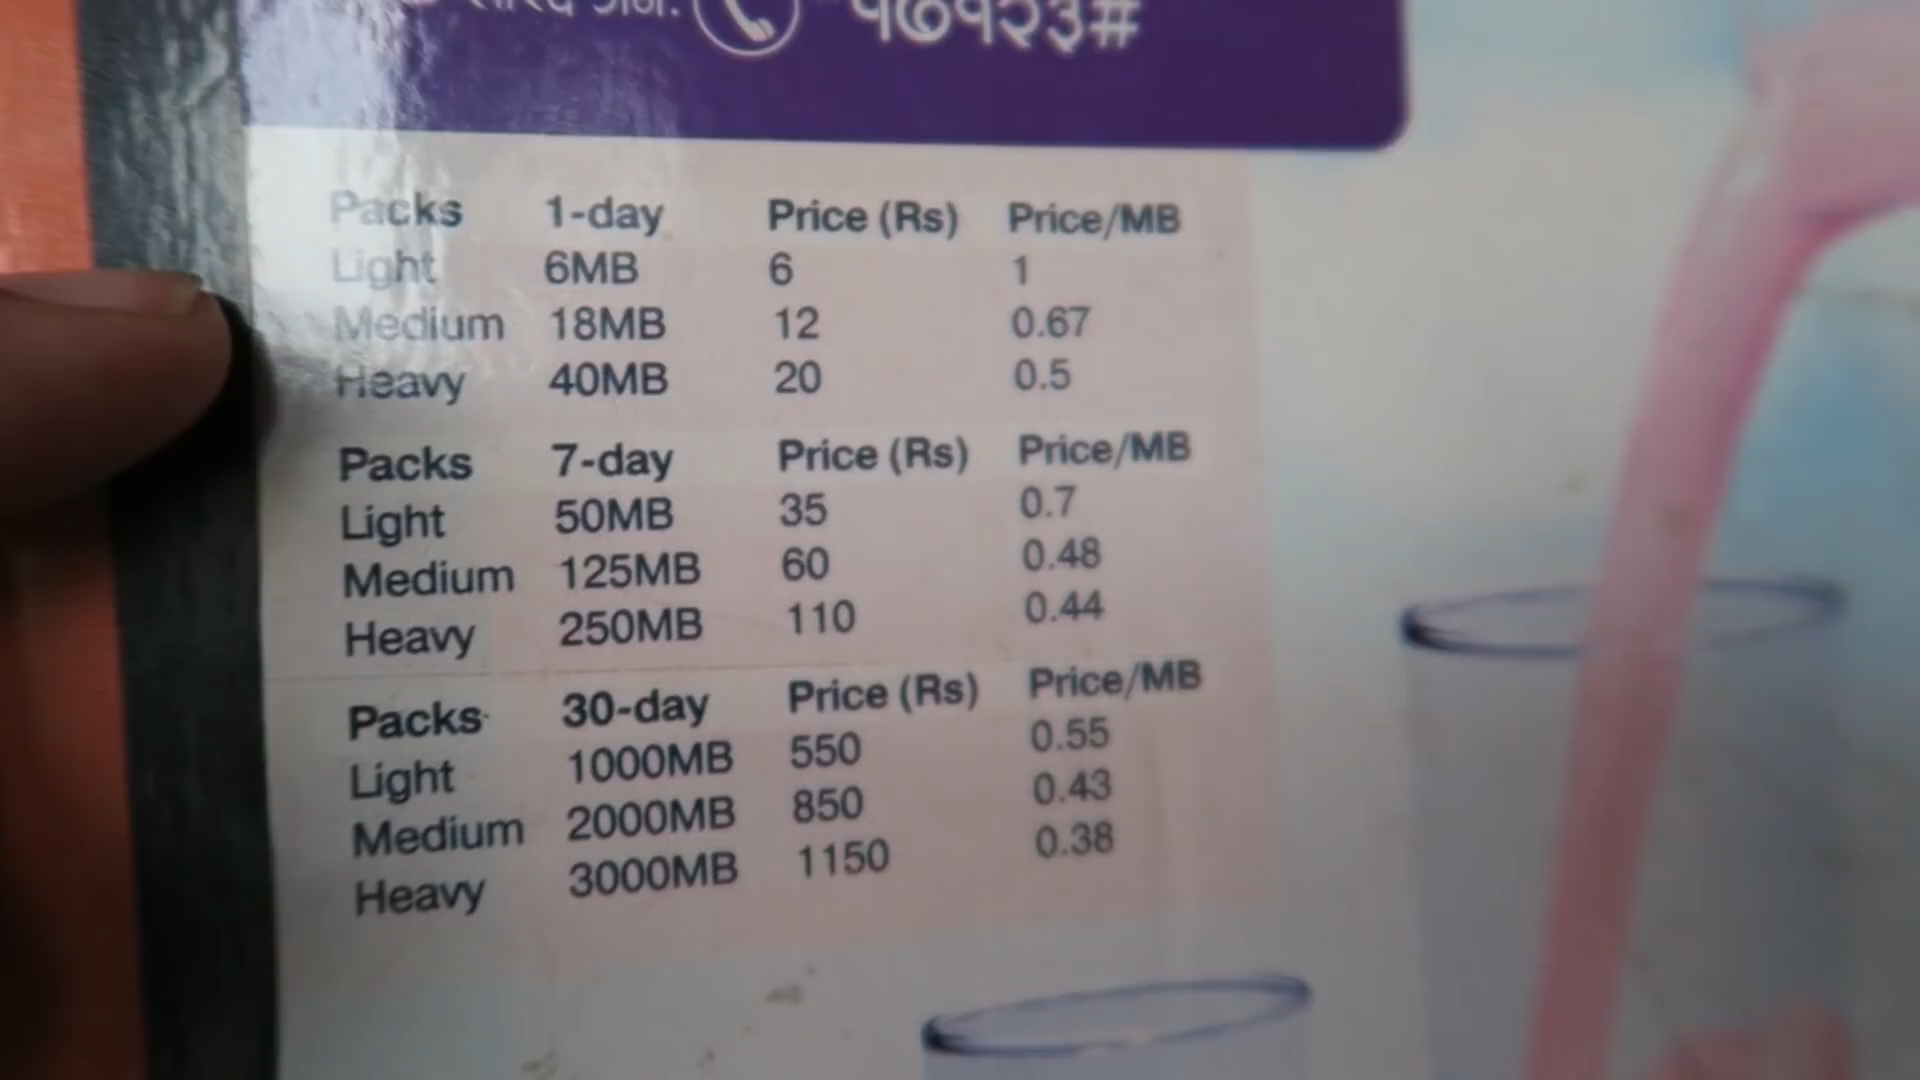 १७१२३#
Packs 1-day Price (Rs) Price/MB
Light 6MB 6 1
Medium 18MB 12 0.67
Heavy 40MB 20 0.5
Packs 7-day Price (Rs) Price/MB
Light 50MB 35 0.7
Medium 125MB 60 0.48
Heavy 250MB 110 0.44
Packs 30-day Price (Rs) Price/MB
Light 1000MB 550 0.55
Medium 2000MB 850 0.43
Heavy 3000MB 1150 0.38